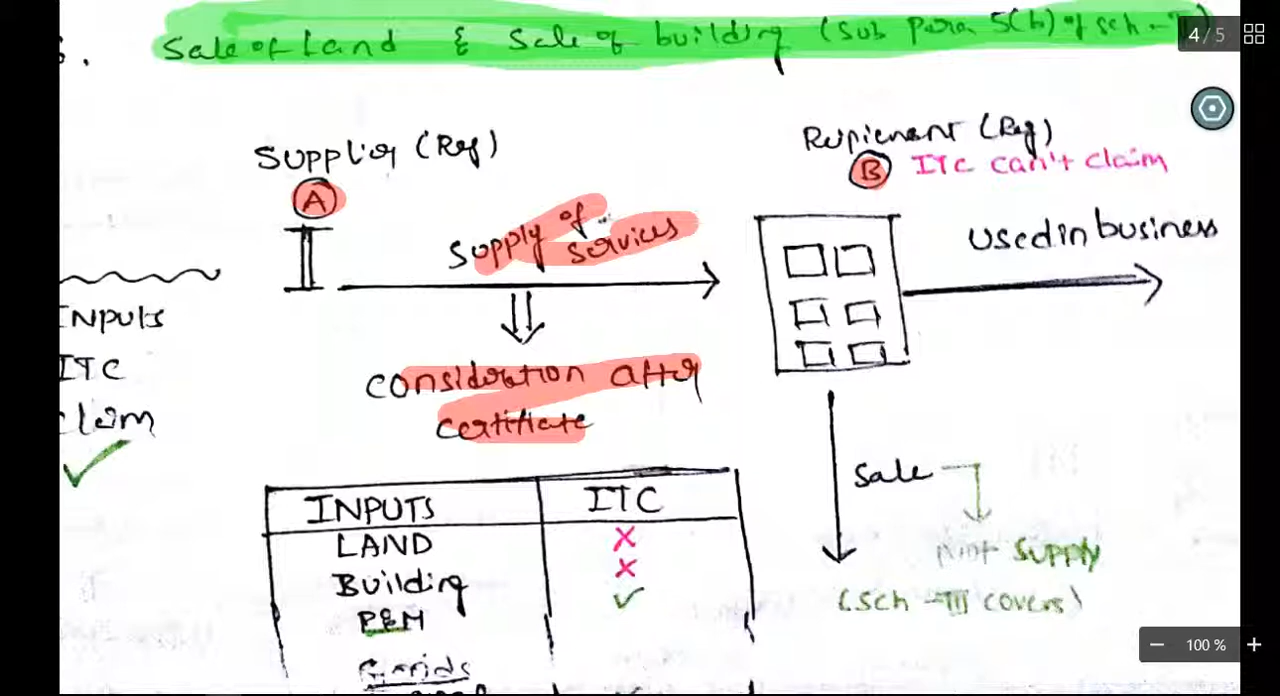 Sale of Land & Sale of building (Sub para 5(b) of sch - II)
4 / 5
Supplier (Reg)
A
Supply of services
consideration after
certificate
Rupienant (Reg)
B ITC can't claim
Used in business
INPUTS
ITC
claim
INPUTS ITC
LAND X
Building X
P&M ✓
Sale
Not Supply
(Sch - III covers)
100 %